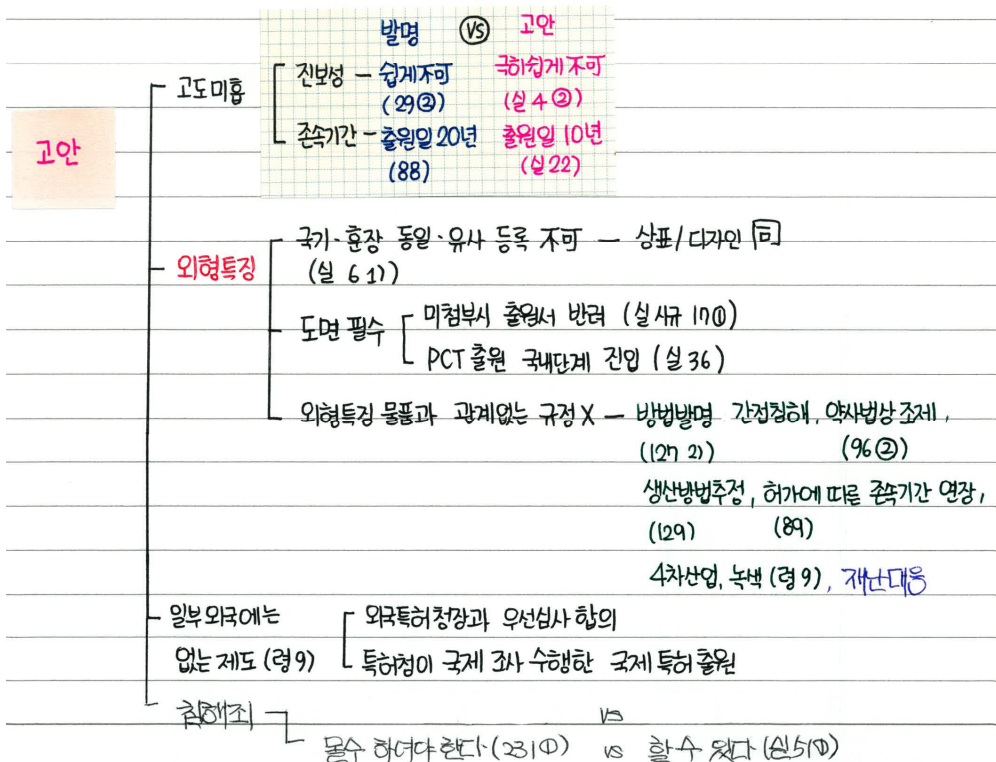 발명 VS 고안
고도미흡
진보성 - 쉽게不可 극히쉽게不可
(29②) (실4②)
존속기간 - 출원일 20년 출원일 10년
(88) (실22)
고안
외형특징
국기·훈장 동일·유사 등록 不可 - 상표/디자인 同
(실 6 1))
도면 필수
미첨부시 출원서 반려 (실시규 17①)
PCT 출원 국내단계 진입 (실36)
외형특징 물품과 관계없는 규정 X - 방법발명 간접침해, 약사법상 조제,
(127 2)) (96②)
생산방법추정, 허가에 따른 존속기간 연장,
(129) (89)
4차산업, 녹색 (령9), 재난대응
일부 외국에는
없는 제도 (령9)
외국특허청장과 우선심사 합의
특허청이 국제 조사 수행한 국제 특허 출원
침해죄
vs
몰수 하여야 한다 (231①) vs 할 수 있다 (실51①)